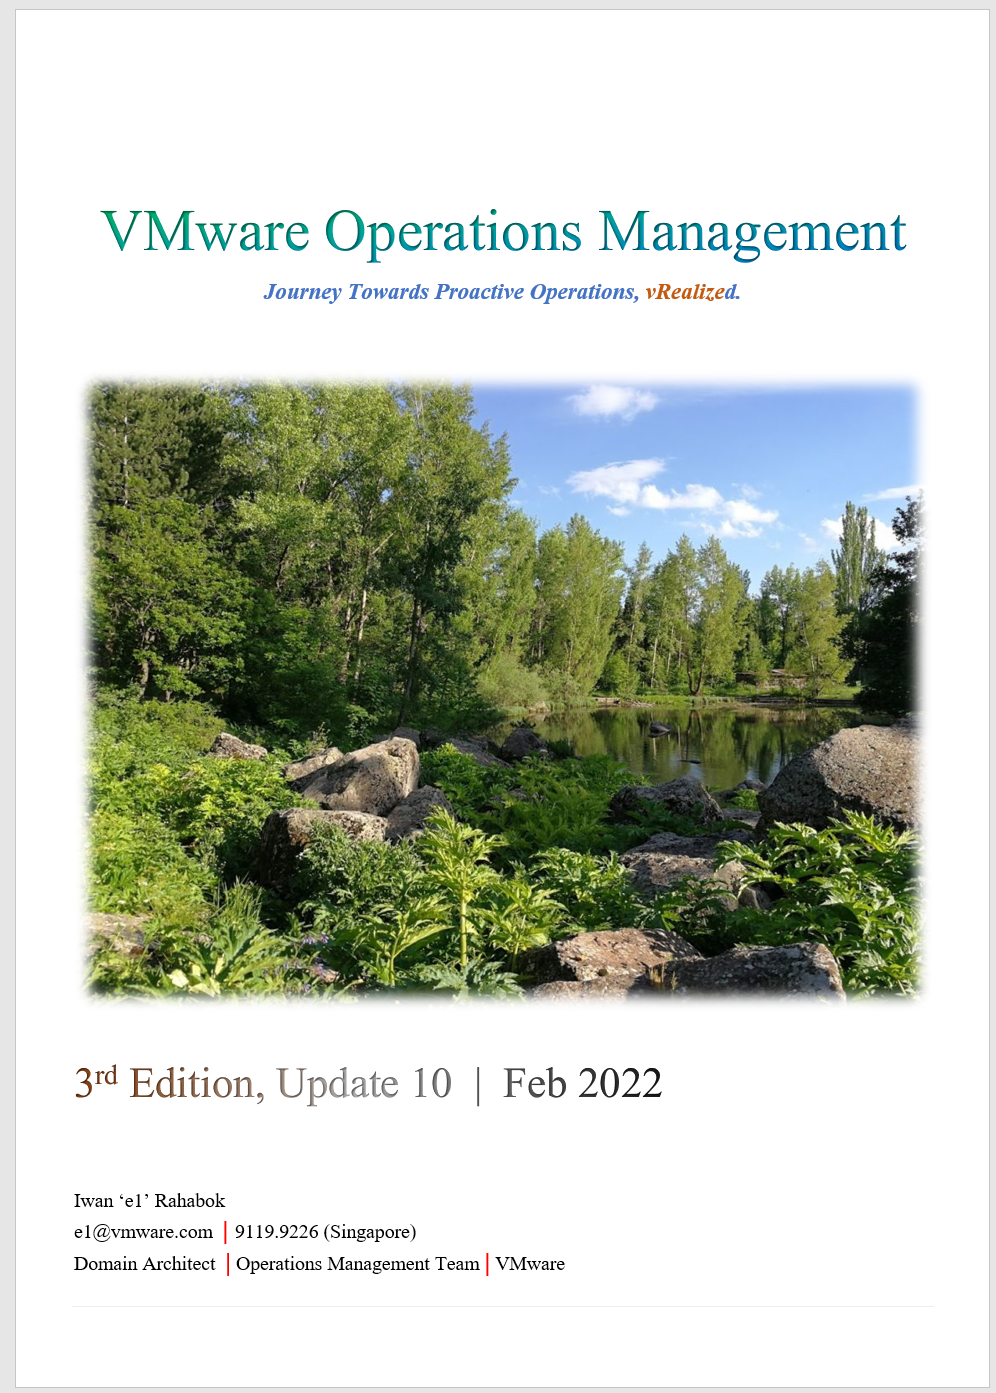 VMware Operations Management
Journey Towards Proactive Operations, vRealized.
3rd Edition, Update 10 | Feb 2022
Iwan ‘e1’ Rahabok
e1@vmware.com | 9119.9226 (Singapore)
Domain Architect | Operations Management Team | VMware